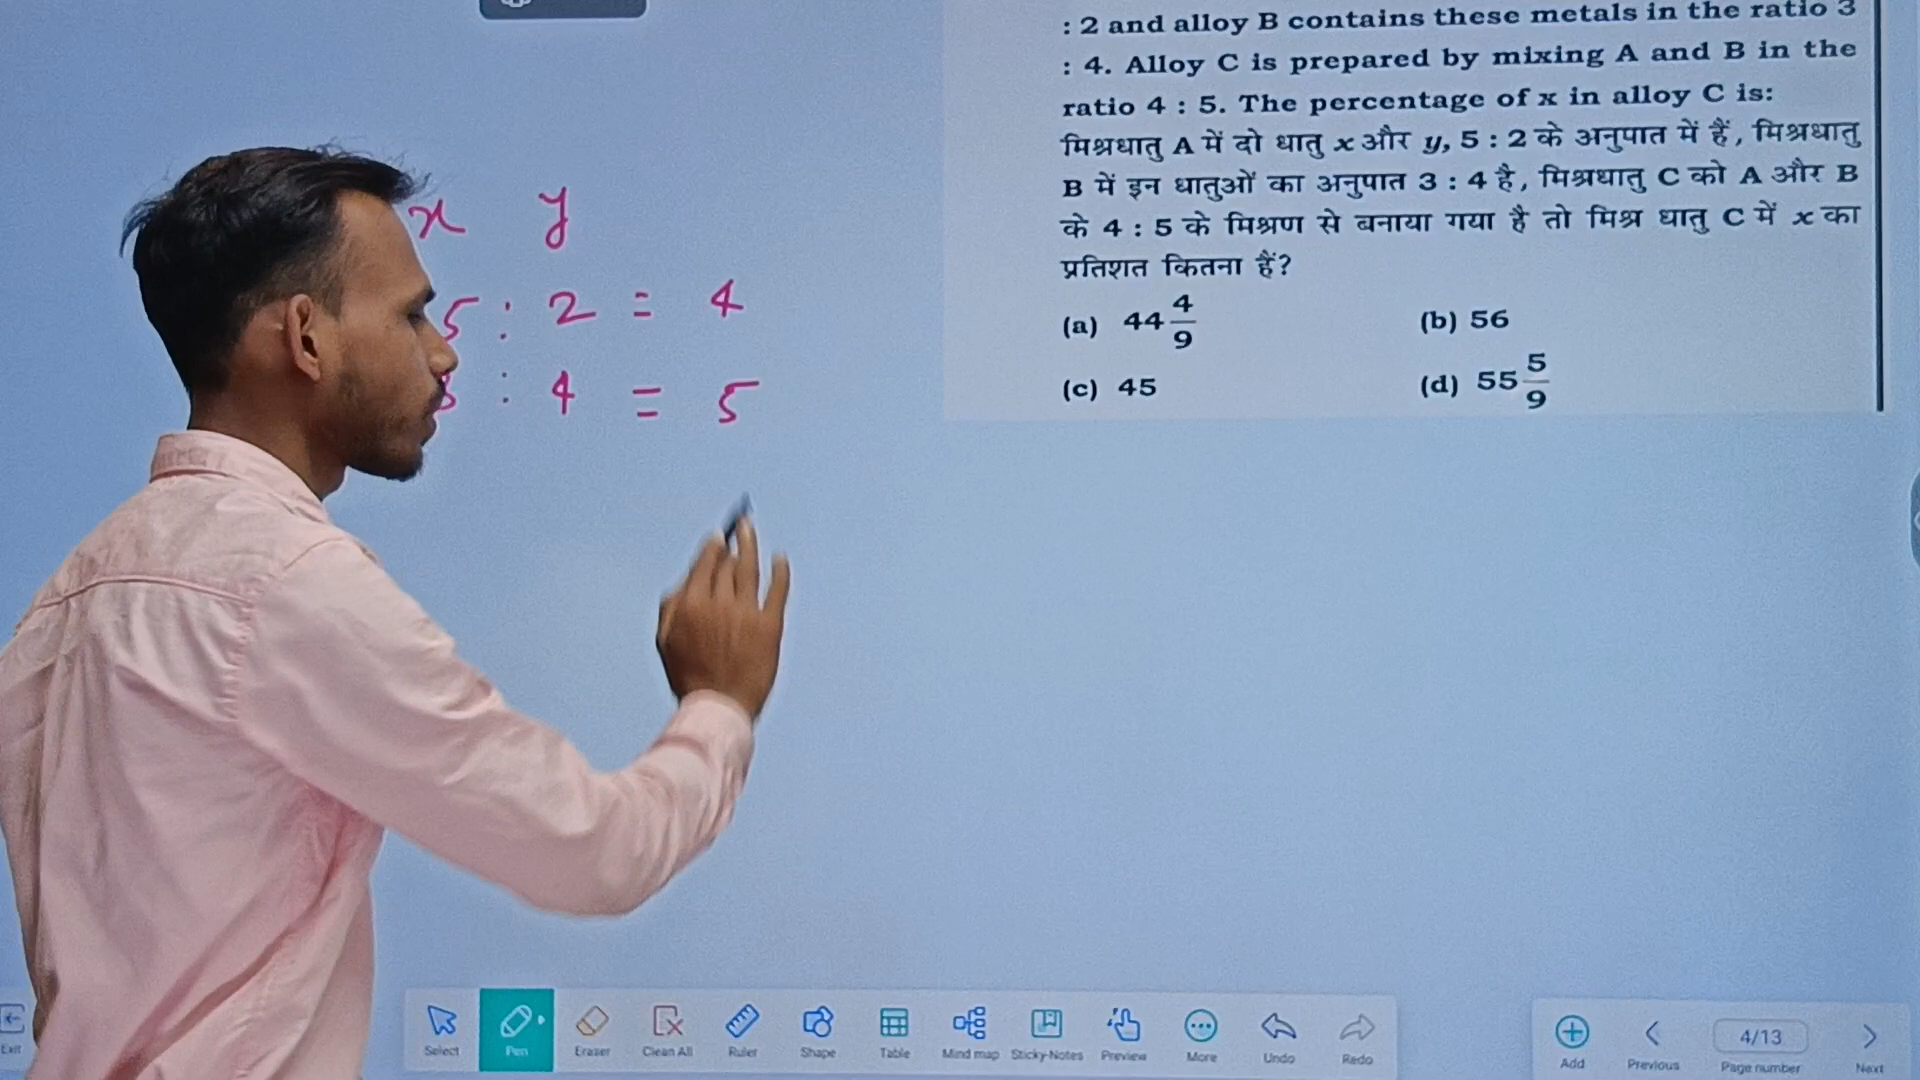 x y
5 : 2 = 4
3 : 4 = 5
: 2 and alloy B contains these metals in the ratio 3
: 4. Alloy C is prepared by mixing A and B in the
ratio 4 : 5. The percentage of x in alloy C is:
मिश्रधातु A में दो धातु x और y, 5 : 2 के अनुपात में हैं, मिश्रधातु
B में इन धातुओं का अनुपात 3 : 4 है, मिश्रधातु C को A और B
के 4 : 5 के मिश्रण से बनाया गया है तो मिश्र धातु C में x का
प्रतिशत कितना हैं?
(a) 44 4/9 (b) 56
(c) 45 (d) 55 5/9
Exit Select Pen Eraser Clean All Ruler Shape Table Mind map Sticky-Notes Preview More Undo Redo Add Previous 4/13 Page number Next